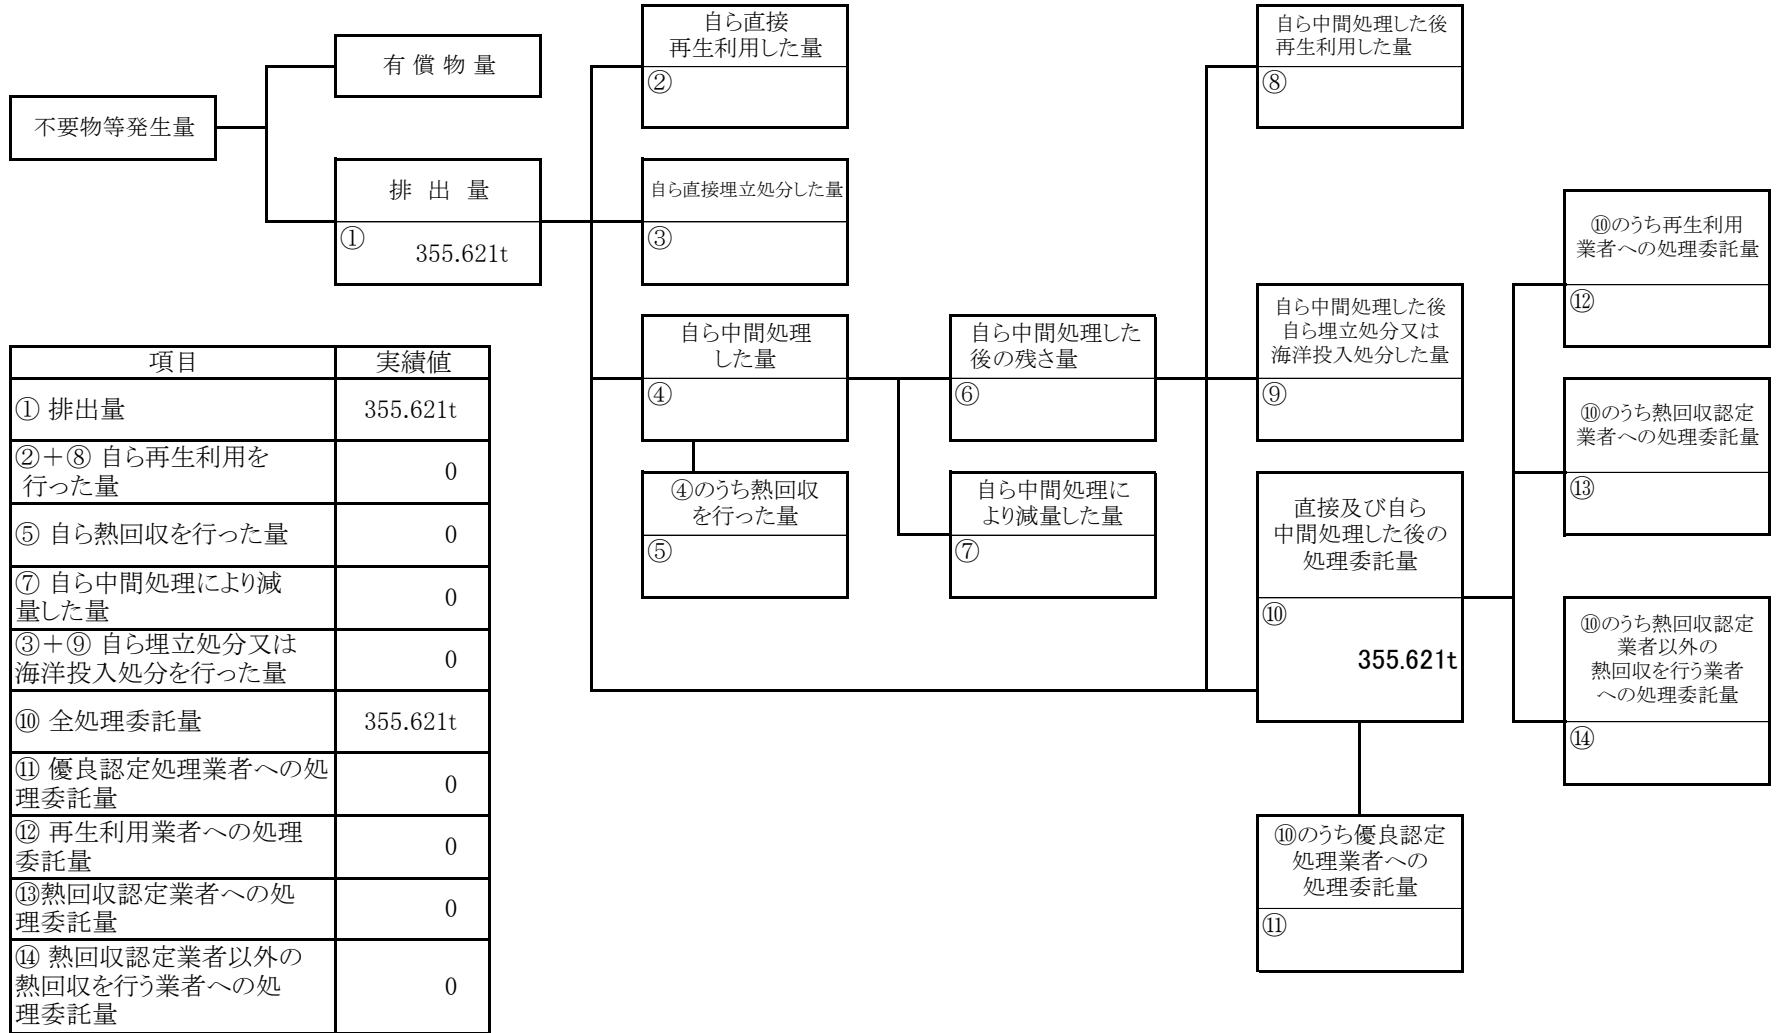 不要物等発生量
有 償 物 量
排 出 量
①
355.621t
自ら直接
再生利用した量
②
自ら直接埋立処分した量
③
自ら中間処理
した量
④
④のうち熱回収
を行った量
⑤
自ら中間処理した
後の残さ量
⑥
自ら中間処理に
より減量した量
⑦
自ら中間処理した後
再生利用した量
⑧
自ら中間処理した後
自ら埋立処分又は
海洋投入処分した量
⑨
直接及び自ら
中間処理した後の
処理委託量
⑩
355.621t
⑩のうち優良認定
処理業者への
処理委託量
⑪
⑩のうち再生利用
業者への処理委託量
⑫
⑩のうち熱回収認定
業者への処理委託量
⑬
⑩のうち熱回収認定
業者以外の
熱回収を行う業者
への処理委託量
⑭
項目 実績値
① 排出量 355.621t
②＋⑧ 自ら再生利用を
行った量 0
⑤ 自ら熱回収を行った量 0
⑦ 自ら中間処理により減
量した量 0
③＋⑨ 自ら埋立処分又は
海洋投入処分を行った量 0
⑩ 全処理委託量 355.621t
⑪ 優良認定処理業者への処
理委託量 0
⑫ 再生利用業者への処理
委託量 0
⑬熱回収認定業者への処
理委託量 0
⑭ 熱回収認定業者以外の
熱回収を行う業者への処
理委託量 0